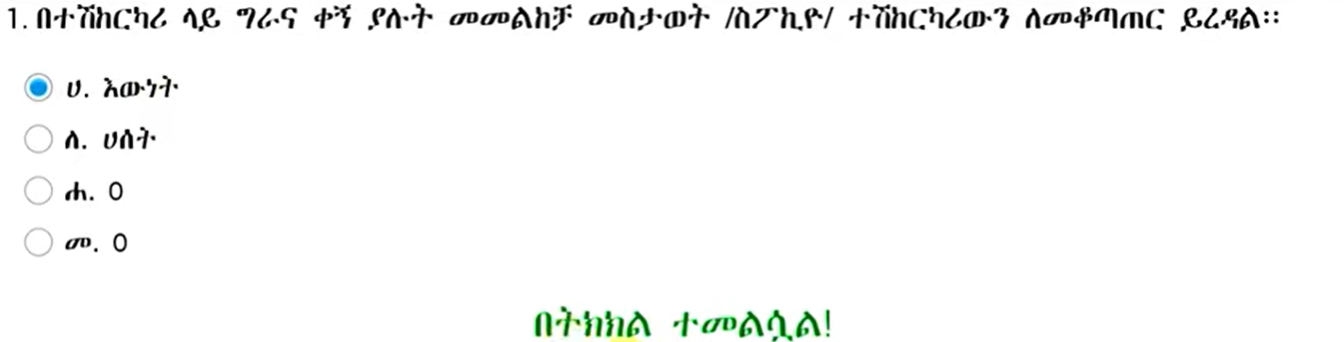 1. በተሽከርካሪ ላይ ግራና ቀኝ ያሉት መመልከቻ መስታወት /ስፖኪዮ/ ተሽከርካሪውን ለመቆጣጠር ይረዳል፡፡
ሀ. እውነት
ለ. ሀሰት
ሐ. 0
መ. 0
በትክክል ተመልሷል!